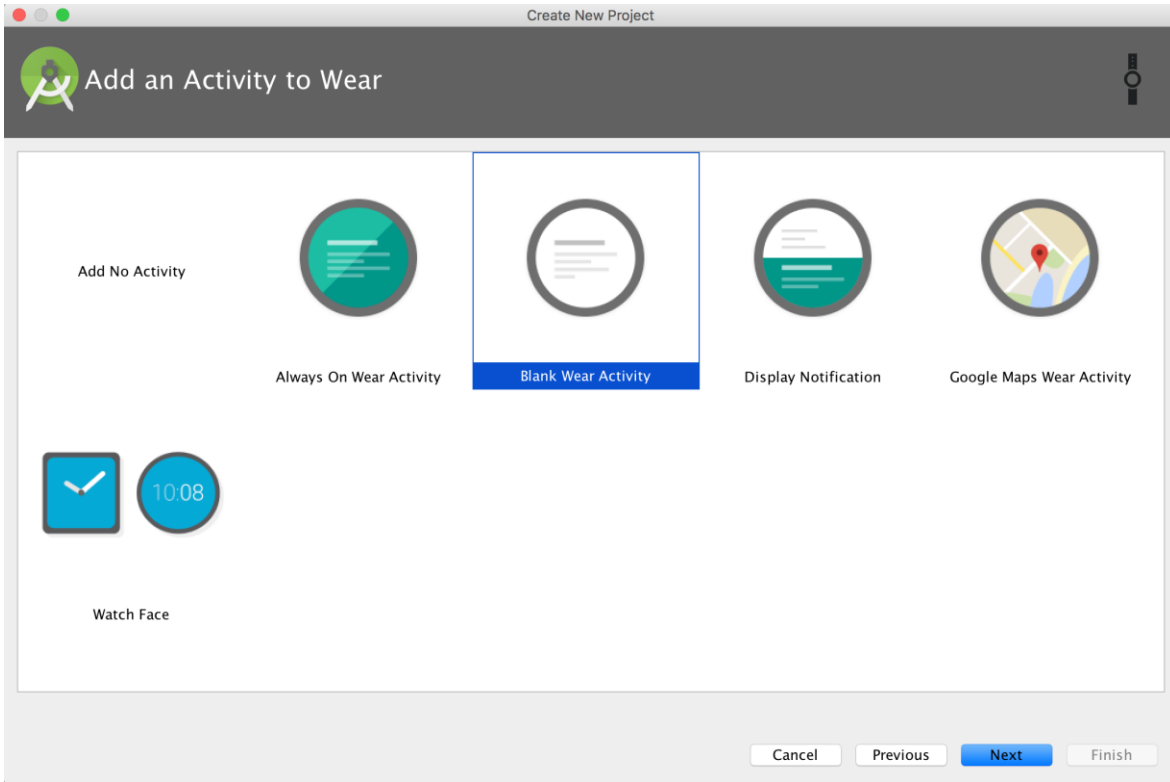 Create New Project
Add an Activity to Wear
Add No Activity
Always On Wear Activity
Blank Wear Activity
Display Notification
Google Maps Wear Activity
10:08
Watch Face
Cancel
Previous
Next
Finish